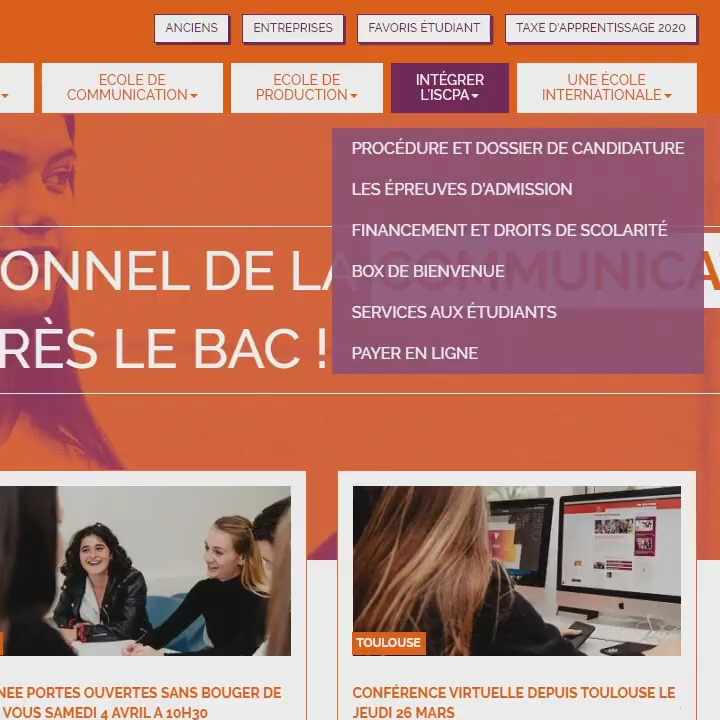 ANCIENS
ENTREPRISES
FAVORIS ÉTUDIANT
TAXE D'APPRENTISSAGE 2020
ECOLE DE
COMMUNICATION
ECOLE DE
PRODUCTION
INTÉGRER
L'ISCPA
UNE ÉCOLE
INTERNATIONALE
PROCÉDURE ET DOSSIER DE CANDIDATURE
LES ÉPREUVES D'ADMISSION
FINANCEMENT ET DROITS DE SCOLARITÉ
BOX DE BIENVENUE
SERVICES AUX ÉTUDIANTS
PAYER EN LIGNE
ONNEL DE LA COMMUNICA
RÈS LE BAC !
TOULOUSE
NEE PORTES OUVERTES SANS BOUGER DE
VOUS SAMEDI 4 AVRIL A 10H30
CONFÉRENCE VIRTUELLE DEPUIS TOULOUSE LE
JEUDI 26 MARS